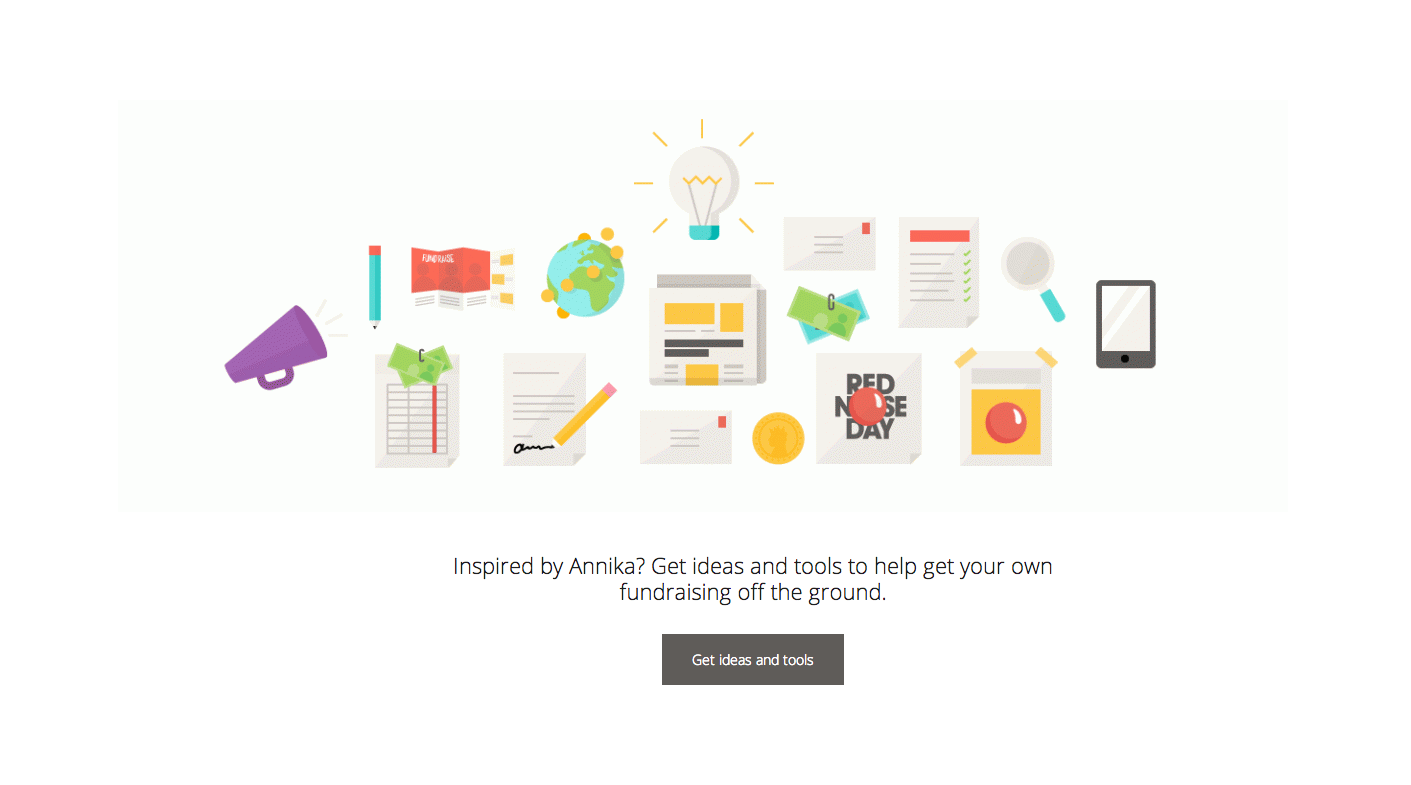 FUNDRAISE
RED
NOSE
DAY
Inspired by Annika? Get ideas and tools to help get your own
fundraising off the ground.
Get ideas and tools